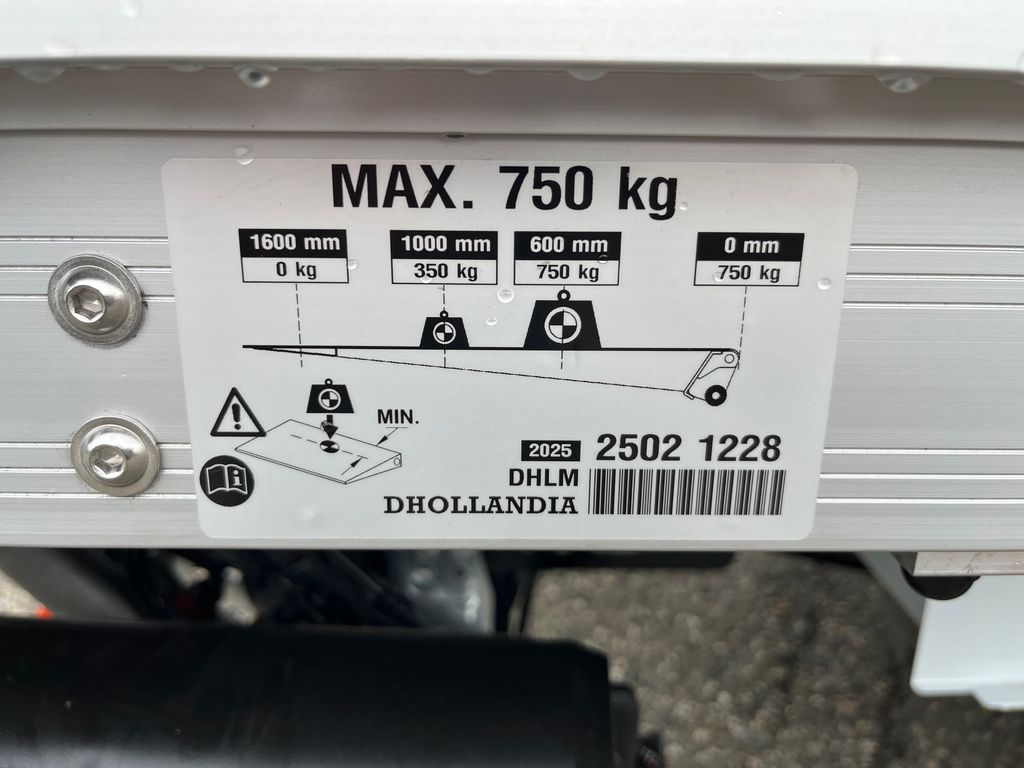 MAX. 750 kg
1600 mm 1000 mm 600 mm 0 mm
0 kg 350 kg 750 kg 750 kg
MIN.
2025 2502 1228
DHLM
DHOLLANDIA